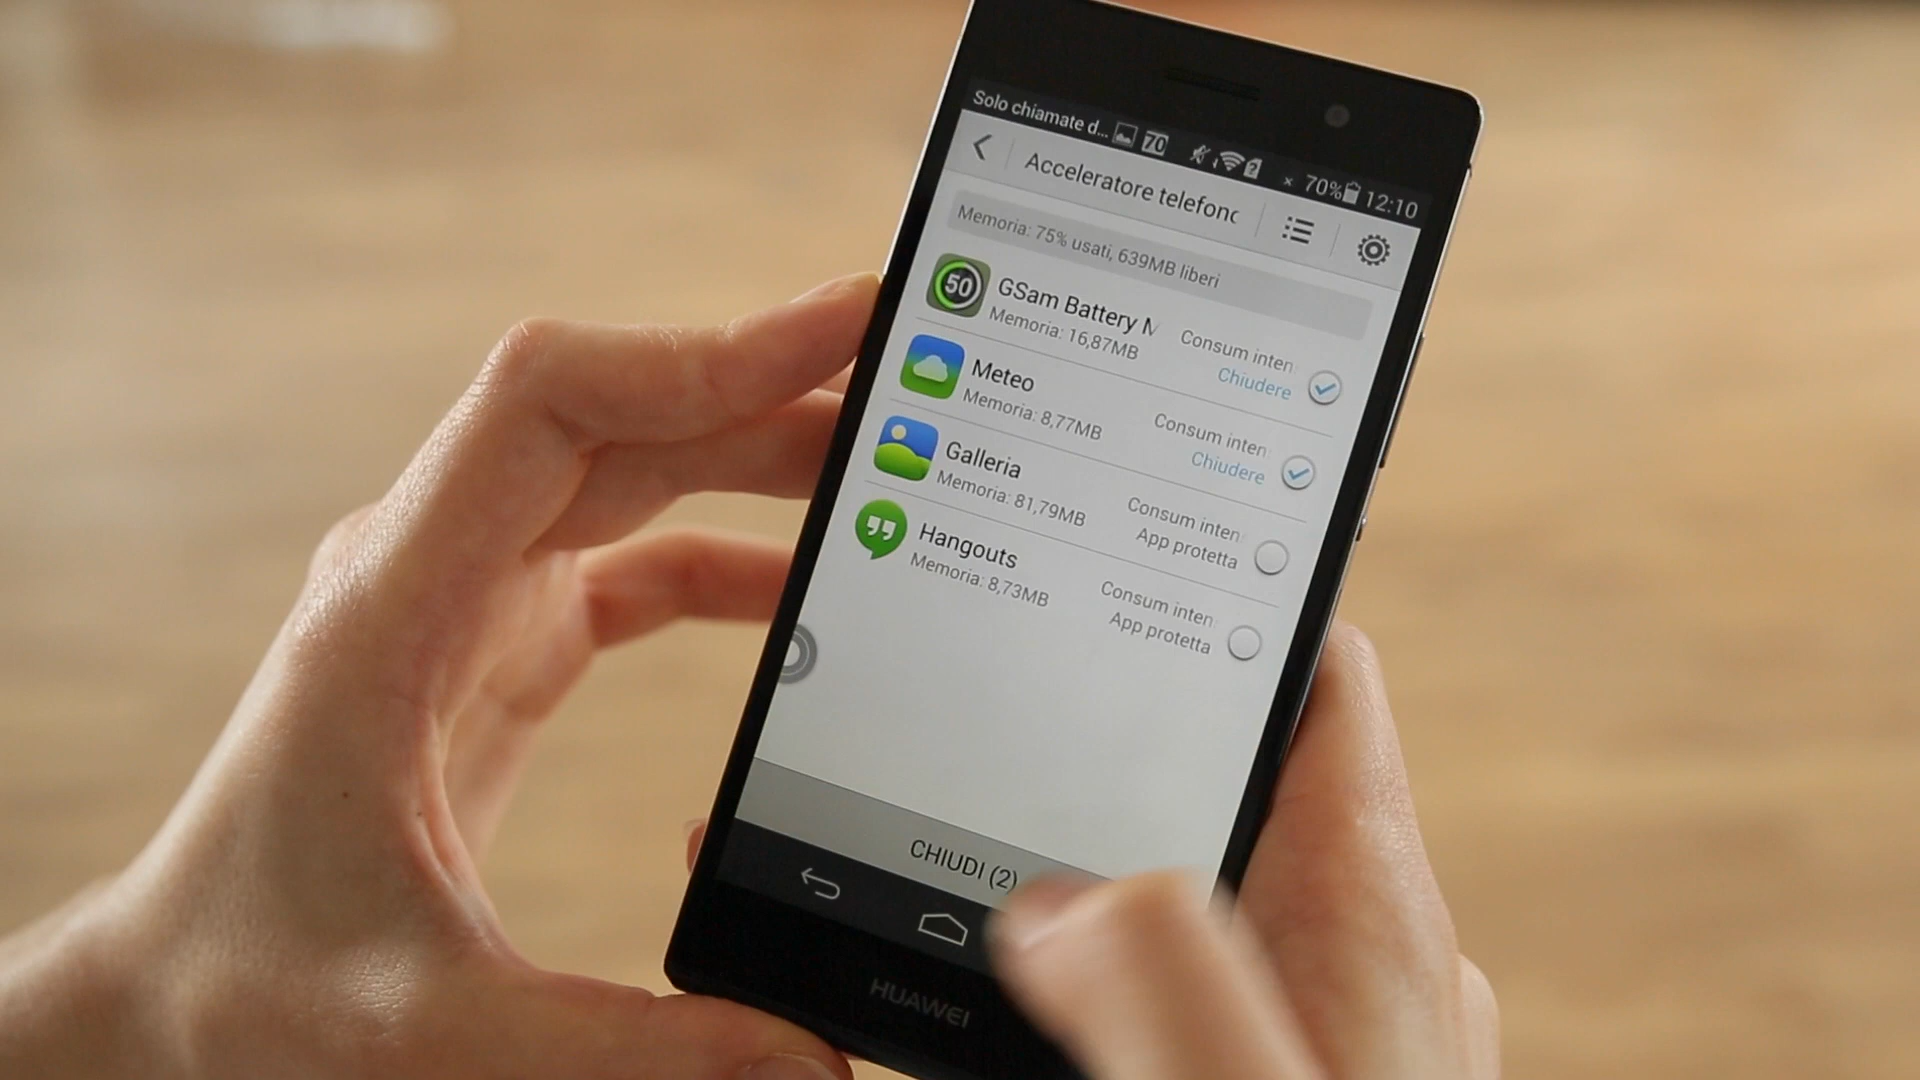 Solo chiamate d... 70 70% 12:10
Acceleratore telefono
Memoria: 75% usati, 639MB liberi
50 GSam Battery M
Memoria: 16,87MB
Consum inten
Chiudere
Meteo
Memoria: 8,77MB
Consum inten
Chiudere
Galleria
Memoria: 81,79MB
Consum inten
App protetta
Hangouts
Memoria: 8,73MB
Consum inten
App protetta
CHIUDI (2)
HUAWEI